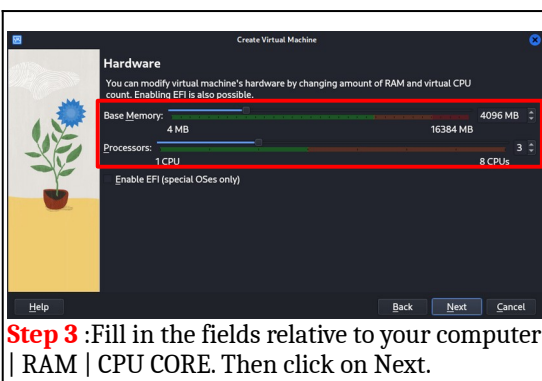 Create Virtual Machine
Hardware
You can modify virtual machine's hardware by changing amount of RAM and virtual CPU
count. Enabling EFI is also possible.
Base Memory: 4096 MB
4 MB 16384 MB
Processors: 3
1 CPU 8 CPUs
Enable EFI (special OSes only)
Help Back Next Cancel
Step 3 :Fill in the fields relative to your computer
| RAM | CPU CORE. Then click on Next.